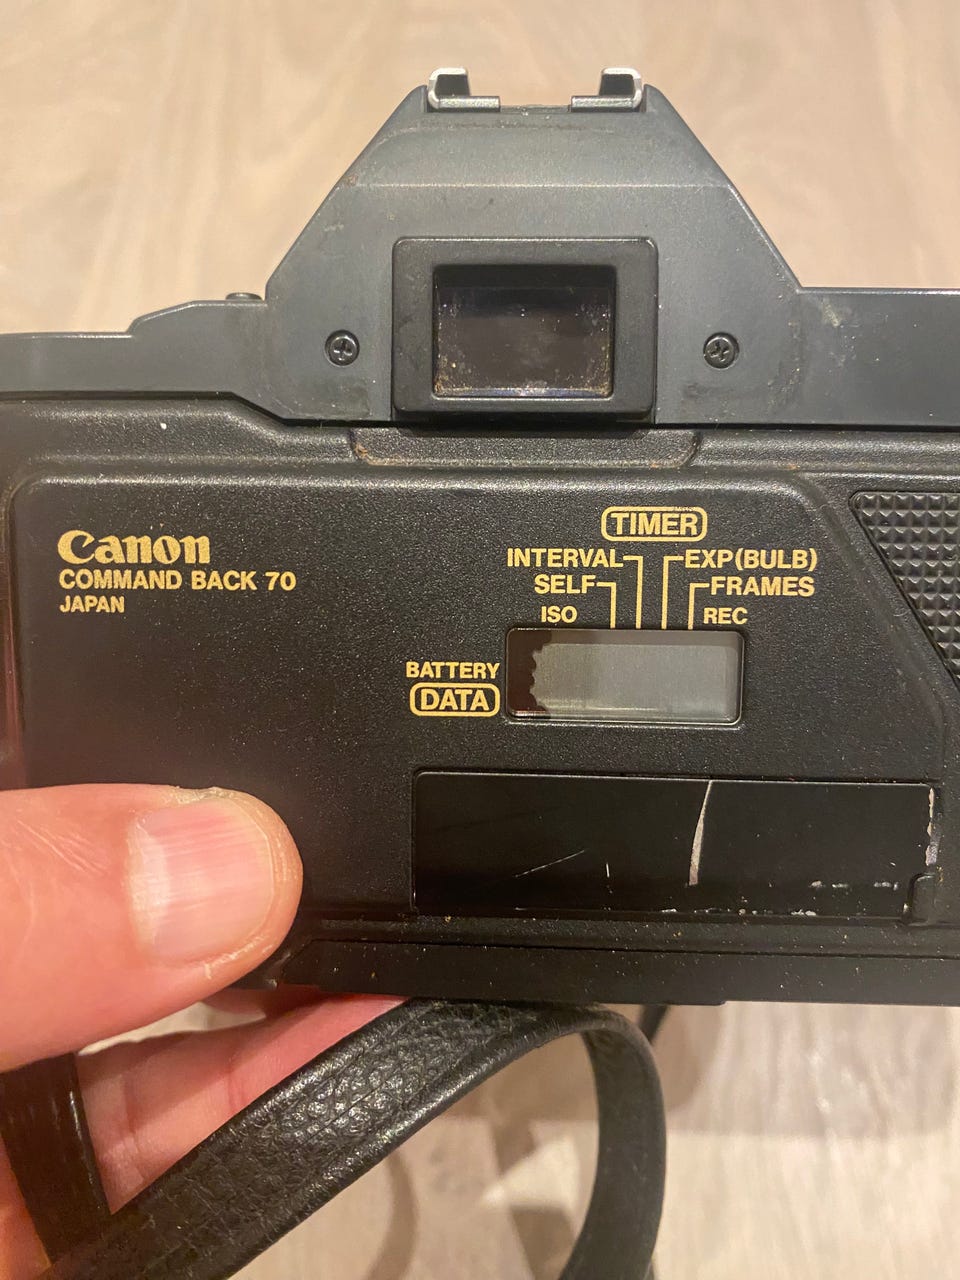 Canon
COMMAND BACK 70
JAPAN
TIMER
INTERVAL EXP(BULB)
SELF FRAMES
ISO REC
BATTERY
DATA